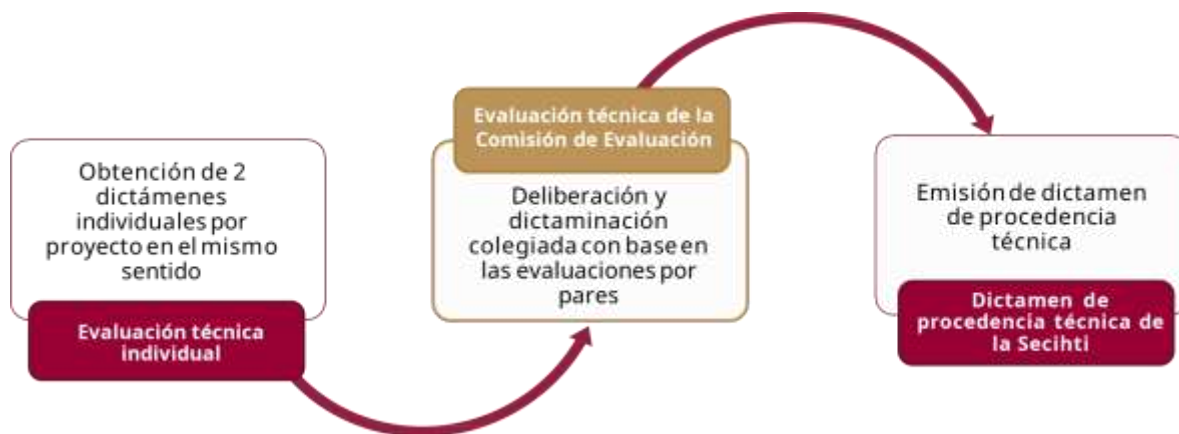 Obtención de 2
dictámenes
individuales por
proyecto en el mismo
sentido
Evaluación técnica
individual
Evaluación técnica de la
Comisión de Evaluación
Deliberación y
dictaminación
colegiada con base en
las evaluaciones por
pares
Emisión de dictamen
de procedencia
técnica
Dictamen de
procedencia técnica de
la Secihti